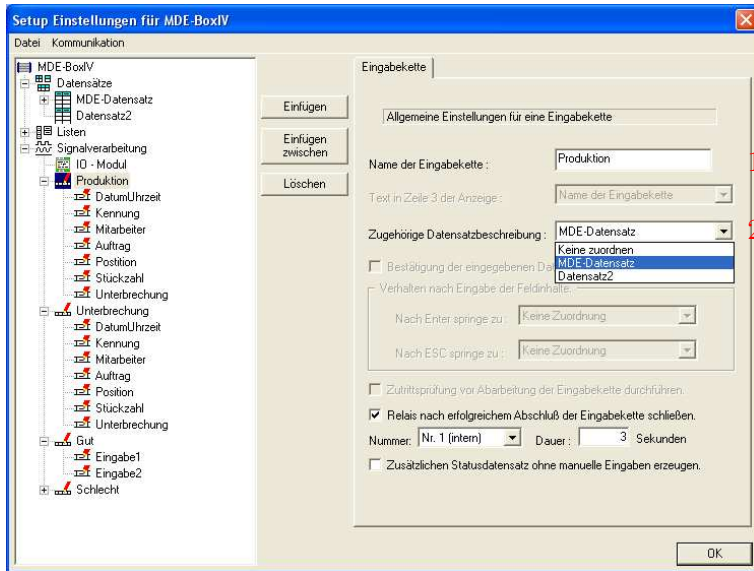 Setup Einstellungen für MDE-BoxIV
Datei Kommunikation
MDE-BoxIV
Datensätze
MDE-Datensatz
Datensatz2
Listen
Signalverarbeitung
IO - Modul
Produktion
DatumUhrzeit
Kennung
Mitarbeiter
Auftrag
Postition
Stückzahl
Unterbrechung
Unterbrechung
DatumUhrzeit
Kennung
Mitarbeiter
Auftrag
Position
Stückzahl
Unterbrechung
Gut
Eingabe1
Eingabe2
Schlecht
Einfügen
Einfügen
zwischen
Löschen
Eingabekette
Allgemeine Einstellungen für eine Eingabekette
Name der Eingabekette : Produktion
Text in Zeile 3 der Anzeige : Name der Eingabekette
Zugehörige Datensatzbeschreibung : MDE-Datensatz
Keine zuordnen
MDE-Datensatz
Datensatz2
Bestätigung der eingegebenen
Verhalten nach Eingabe der Feldinhalte:
Nach Enter springe zu : Keine Zuordnung
Nach ESC springe zu : Keine Zuordnung
Zutrittsprüfung vor Abarbeitung der Eingabekette durchführen.
Relais nach erfolgreichem Abschluß der Eingabekette schließen.
Nummer: Nr. 1 (intern) Dauer : 3 Sekunden
Zusätzlichen Statusdatensatz ohne manuelle Eingaben erzeugen.
OK